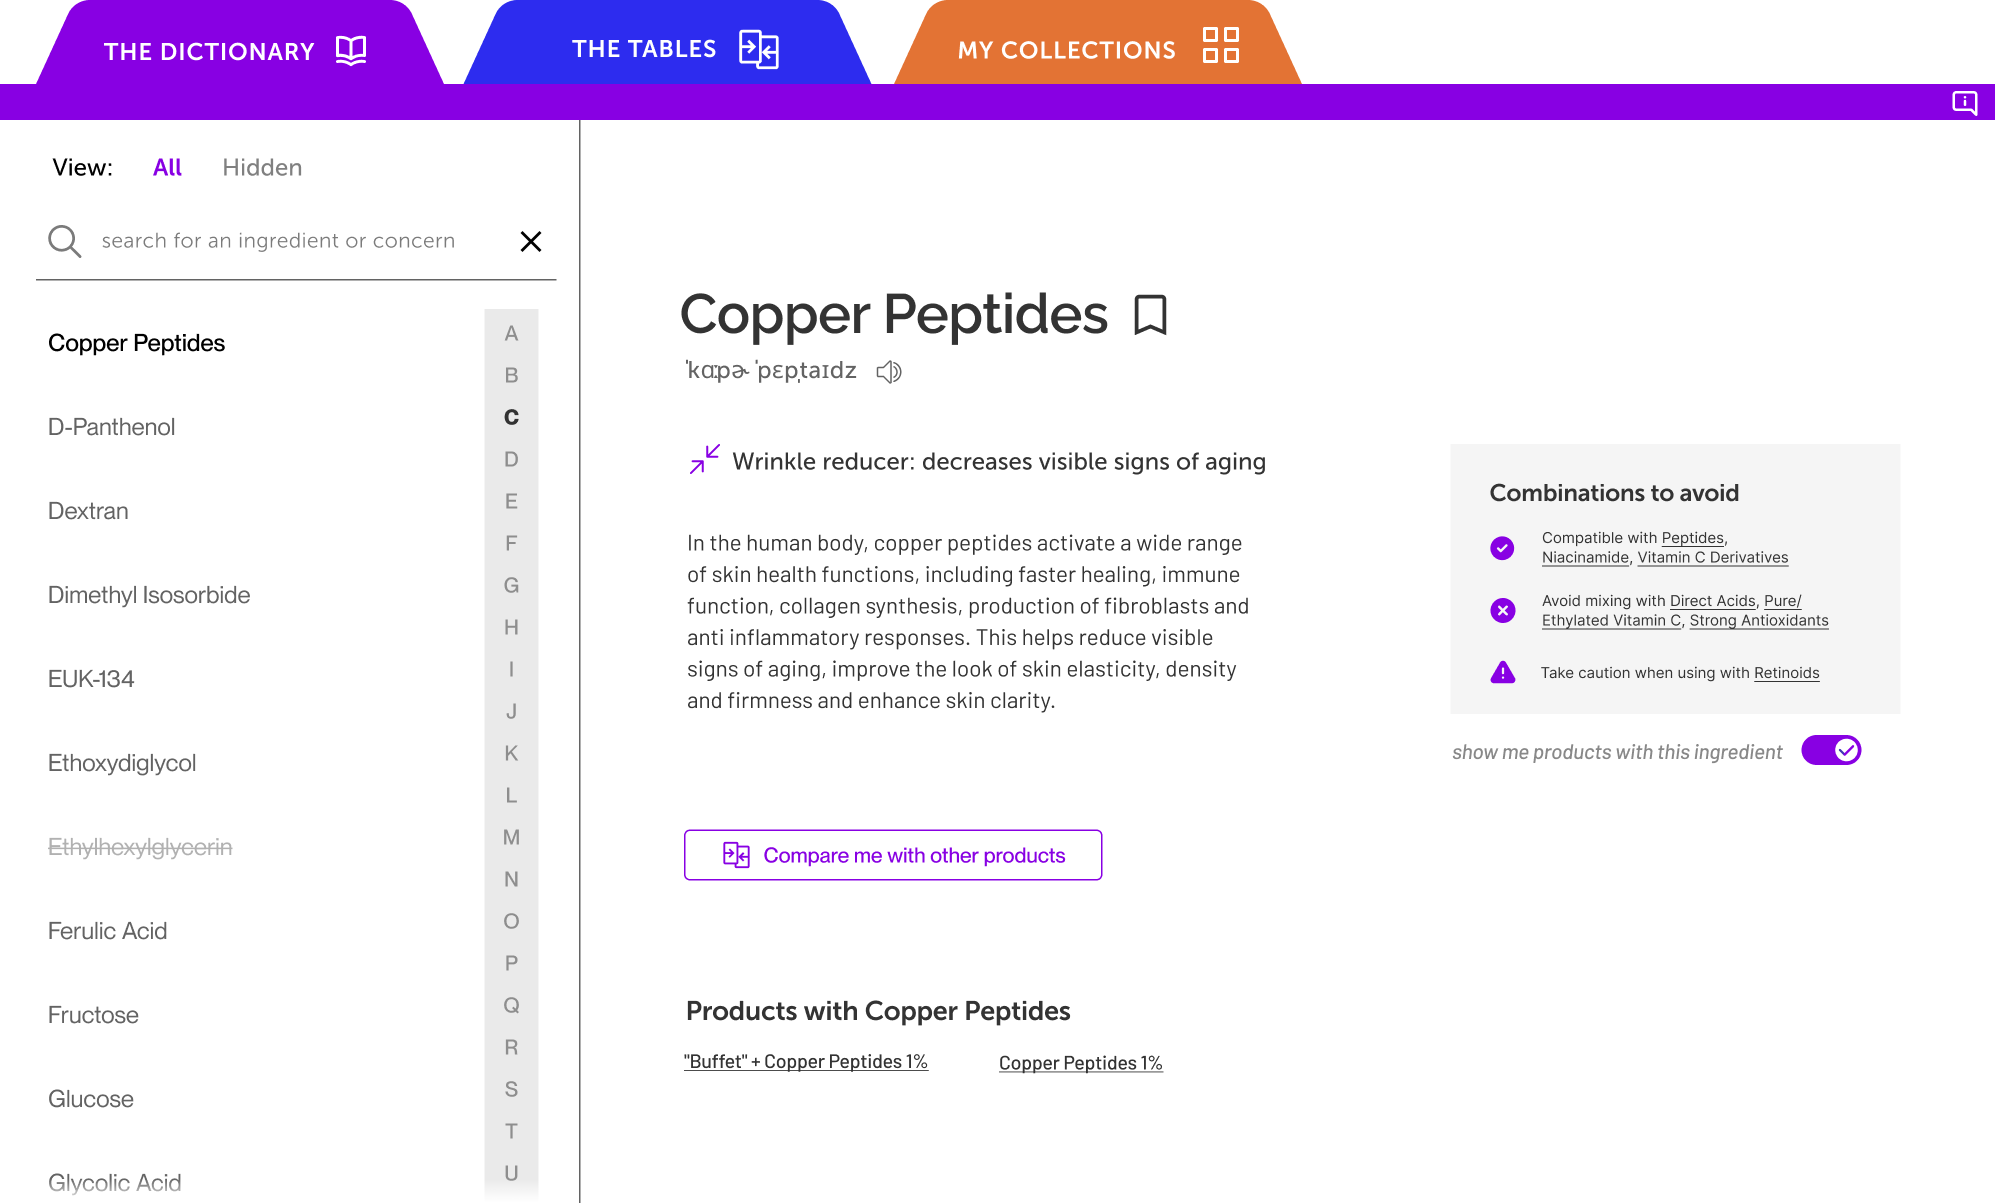 THE DICTIONARY
THE TABLES
MY COLLECTIONS
View: All Hidden
search for an ingredient or concern
Copper Peptides
D-Panthenol
Dextran
Dimethyl Isosorbide
EUK-134
Ethoxydiglycol
Ethylhexylglycerin
Ferulic Acid
Fructose
Glucose
Glycolic Acid
A
B
C
D
E
F
G
H
I
J
K
L
M
N
O
P
Q
R
S
T
U
Copper Peptides
ˈkɑːpɚ ˈpɛpˌtaɪdz
Wrinkle reducer: decreases visible signs of aging
In the human body, copper peptides activate a wide range
of skin health functions, including faster healing, immune
function, collagen synthesis, production of fibroblasts and
anti inflammatory responses. This helps reduce visible
signs of aging, improve the look of skin elasticity, density
and firmness and enhance skin clarity.
Compare me with other products
Combinations to avoid
Compatible with Peptides,
Niacinamide, Vitamin C Derivatives
Avoid mixing with Direct Acids, Pure/
Ethylated Vitamin C, Strong Antioxidants
Take caution when using with Retinoids
show me products with this ingredient
Products with Copper Peptides
"Buffet" + Copper Peptides 1%
Copper Peptides 1%